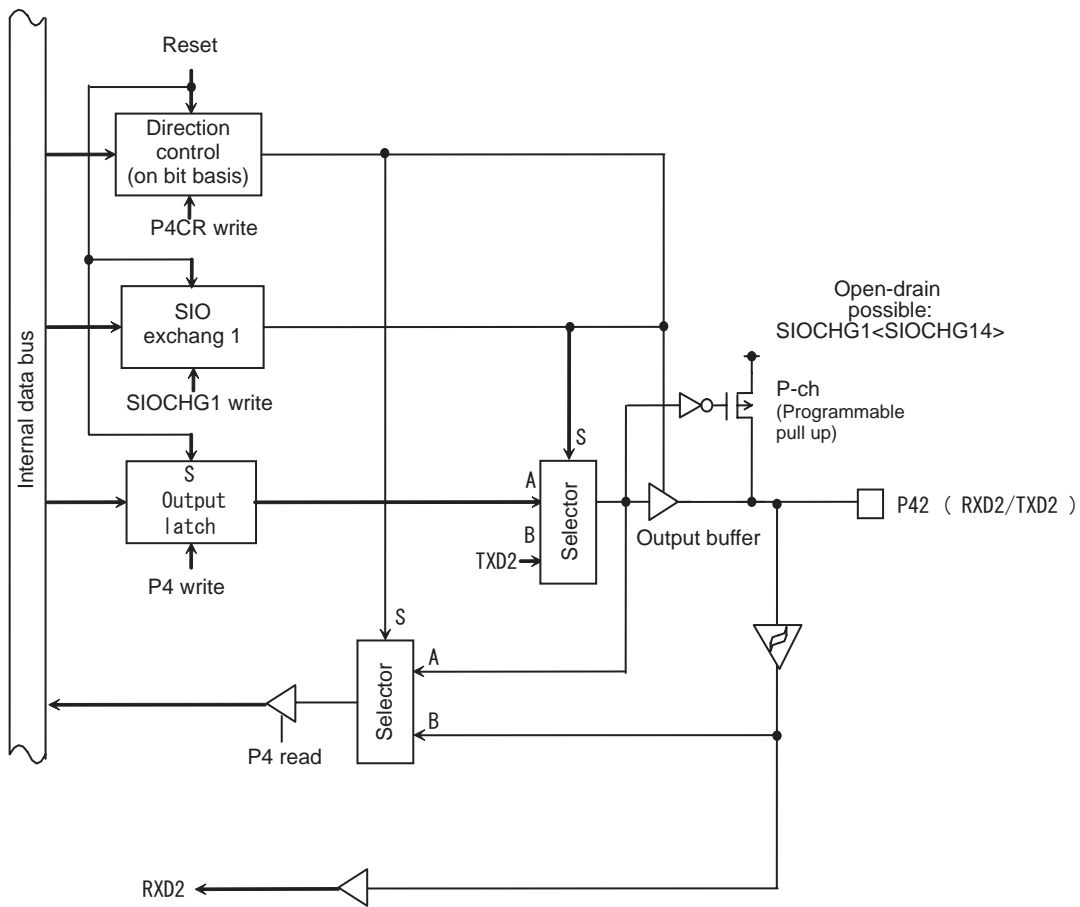 Reset
Direction
control
(on bit basis)
P4CR write
SIO
exchang 1
SIOCHG1 write
Internal data bus
S
Output
latch
P4 write
Open-drain
possible:
SIOCHG1<SIOCHG14>
P-ch
(Programmable
pull up)
S
A
B
Selector
TXD2
Output buffer
P42 ( RXD2/TXD2 )
S
A
B
Selector
P4 read
RXD2